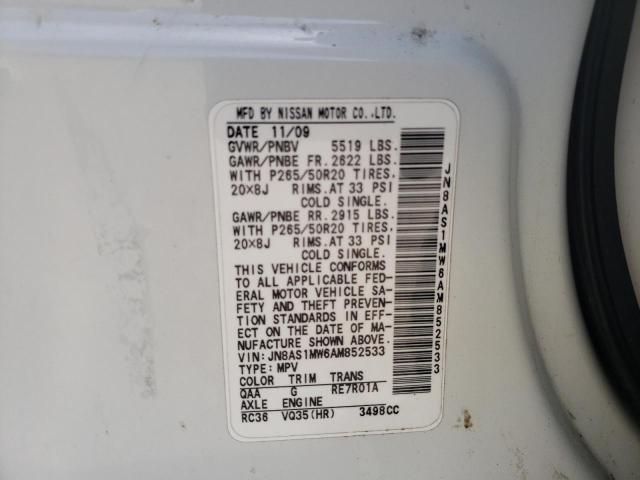 MFD BY NISSAN MOTOR CO.,LTD.
DATE 11/09
GVWR/PNBV 5519 LBS.
GAWR/PNBE FR. 2622 LBS.
WITH P265/50R20 TIRES,
20×8J RIMS. AT 33 PSI
COLD SINGLE.
GAWR/PNBE RR. 2915 LBS.
WITH P265/50R20 TIRES,
20×8J RIMS. AT 33 PSI
COLD SINGLE.
THIS VEHICLE CONFORMS
TO ALL APPLICABLE FED-
ERAL MOTOR VEHICLE SA-
FETY AND THEFT PREVEN-
TION STANDARDS IN EFF-
ECT ON THE DATE OF MA-
NUFACTURE SHOWN ABOVE.
VIN: JN8AS1MW6AM852533
TYPE: MPV
COLOR TRIM TRANS
QAA G RE7R01A
AXLE ENGINE
RC36 VQ35(HR) 3498CC
JN8AS1MW6AM852533